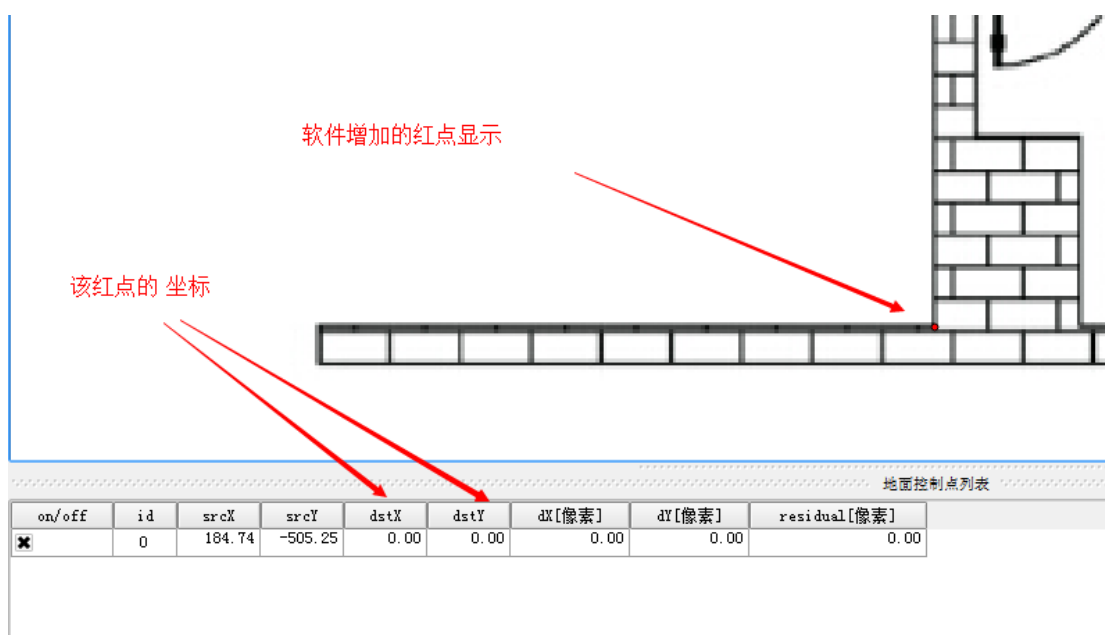 软件增加的红点显示
该红点的 坐标
地面控制点列表
on/off id srcX srcY dstX dstY dX[像素] dY[像素] residual[像素]
0 184.74 -505.25 0.00 0.00 0.00 0.00 0.00